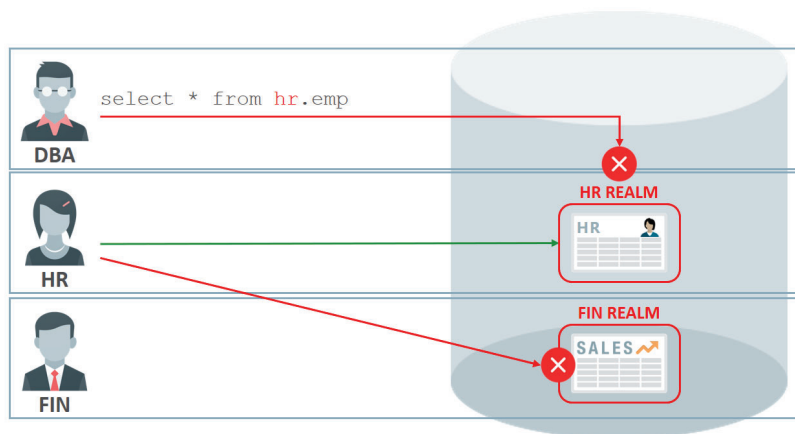 select * from hr.emp
DBA
HR REALM
HR
HR
FIN REALM
SALES
FIN